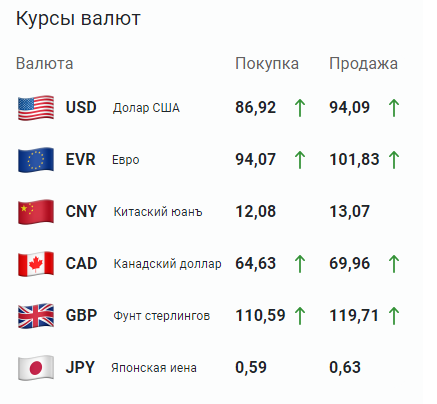 Курсы валют
Валюта Покупка Продажа
USD Долар США 86,92 ↑ 94,09 ↑
EVR Евро 94,07 ↑ 101,83 ↑
CNY Китаский юанъ 12,08 13,07
CAD Канадский доллар 64,63 ↑ 69,96 ↑
GBP Фунт стерлингов 110,59 ↑ 119,71 ↑
JPY Японская иена 0,59 0,63